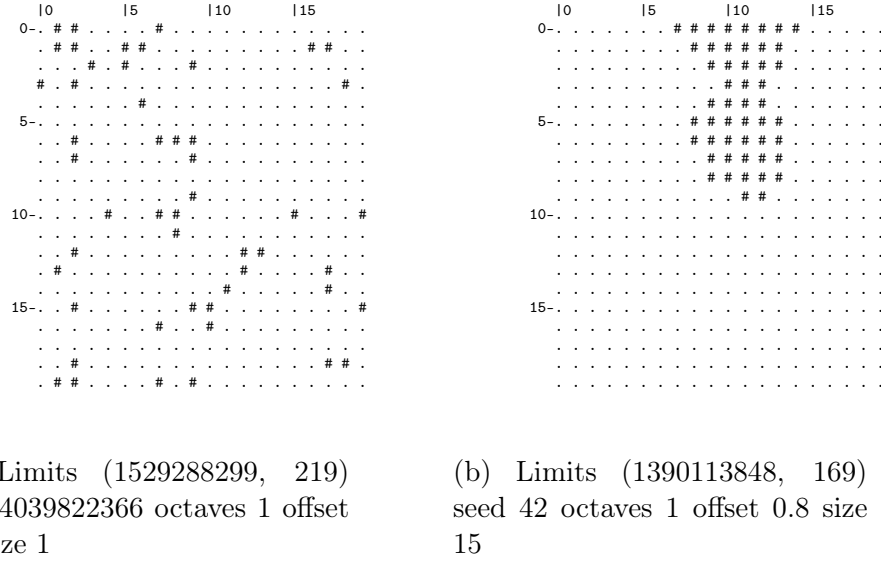 |0 |5 |10 |15
0-. # # . . . . # . . . . . . . . . . . .
. # # . . # # . . . . . . . . . # # . .
. . . # . # . . . # . . . . . . . . . .
# . # . . . . . . . . . . . . . . . # .
. . . . . . # . . . . . . . . . . . . .
5-. . . . . . . . . . . . . . . . . . . .
. . # . . . . # # # . . . . . . . . . .
. . # . . . . . . # . . . . . . . . . .
. . . . . . . . . . . . . . . . . . . .
. . . . . . . . . # . . . . . . . . . .
10-. . . . # . . # # . . . . . . # . . . #
. . . . . . . . # . . . . . . . . . . .
. . # . . . . . . . . . # # . . . . . .
. # . . . . . . . . . . # . . . . # . .
. . . . . . . . . . . # . . . . . # . .
15-. . # . . . . . . # # . . . . . . . . #
. . . . . . . # . . # . . . . . . . . .
. . . . . . . . . . . . . . . . . . . .
. . # . . . . . . . . . . . . . . # # .
. # # . . . . # . # . . . . . . . . . .
Limits (1529288299, 219)
4039822366 octaves 1 offset
ze 1
|0 |5 |10 |15
0-. . . . . . . # # # # # # # # . . . . .
. . . . . . . . # # # # # # . . . . . .
. . . . . . . . . # # # # # . . . . . .
. . . . . . . . . . # # # . . . . . . .
. . . . . . . . . # # # # . . . . . . .
5-. . . . . . . . # # # # # # . . . . . .
. . . . . . . . # # # # # # . . . . . .
. . . . . . . . . # # # # # . . . . . .
. . . . . . . . . # # # # # . . . . . .
. . . . . . . . . . . # # . . . . . . .
10-. . . . . . . . . . . . . . . . . . . .
. . . . . . . . . . . . . . . . . . . .
. . . . . . . . . . . . . . . . . . . .
. . . . . . . . . . . . . . . . . . . .
. . . . . . . . . . . . . . . . . . . .
15-. . . . . . . . . . . . . . . . . . . .
. . . . . . . . . . . . . . . . . . . .
. . . . . . . . . . . . . . . . . . . .
. . . . . . . . . . . . . . . . . . . .
. . . . . . . . . . . . . . . . . . . .
(b) Limits (1390113848, 169)
seed 42 octaves 1 offset 0.8 size
15